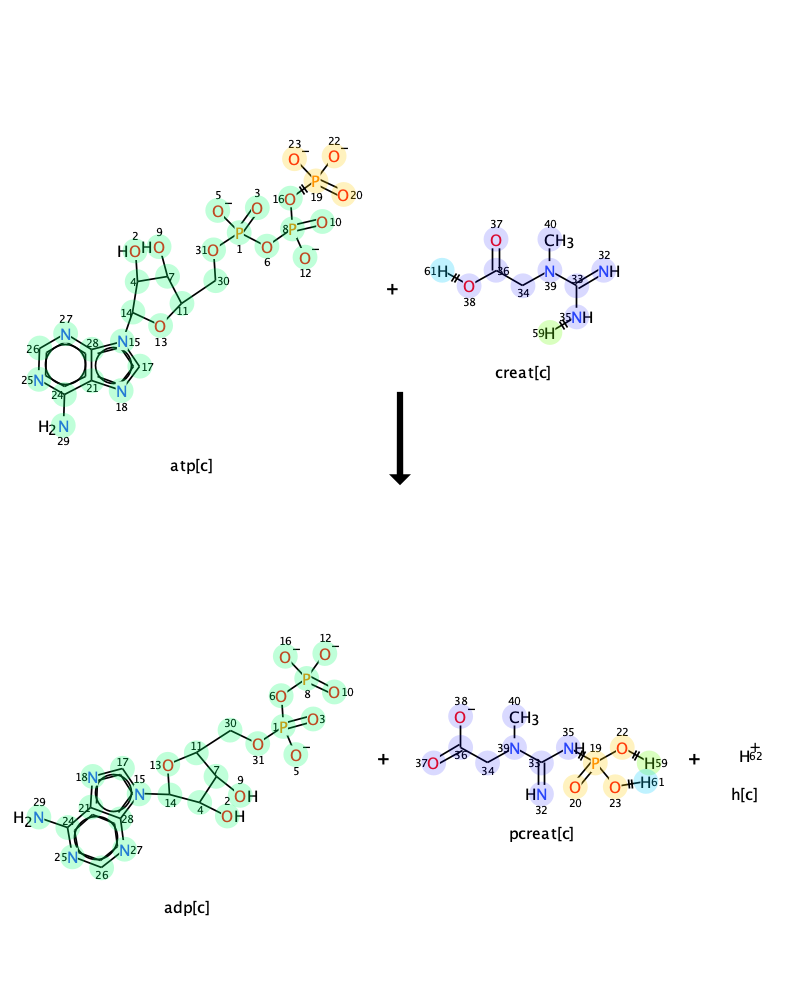 23 O− 22 O−
P 19 O 20
5 O− 3 O 16 O
P 1 8 P O 10
31 O O 6 O− 12
2 HO 9 HO
4 7 30
11
14 O 13
27 N 28 N 15
26 17
25 N 24 21 N 18
H2N 29
atp[c]
+
37 O 40 CH3 32 NH
61 H O 38 36 34 N 39 33
59 H 35 NH
creat[c]
16 O− 12 O−
6 O P 8 O 10
30 1 P O 3
O 31 O− 5
13 O 11 7 9 OH
14 4 2 OH
18 N 17 15 N
29 H2N 24 21 28
25 N N 27
26
adp[c]
+
38 O− 40 CH3
37 O 36 34 39 N 33 35 NH 19 P 22 O H 59
HN 32 O 20 O 23 H 61
pcreat[c]
+
H+ 62
h[c]